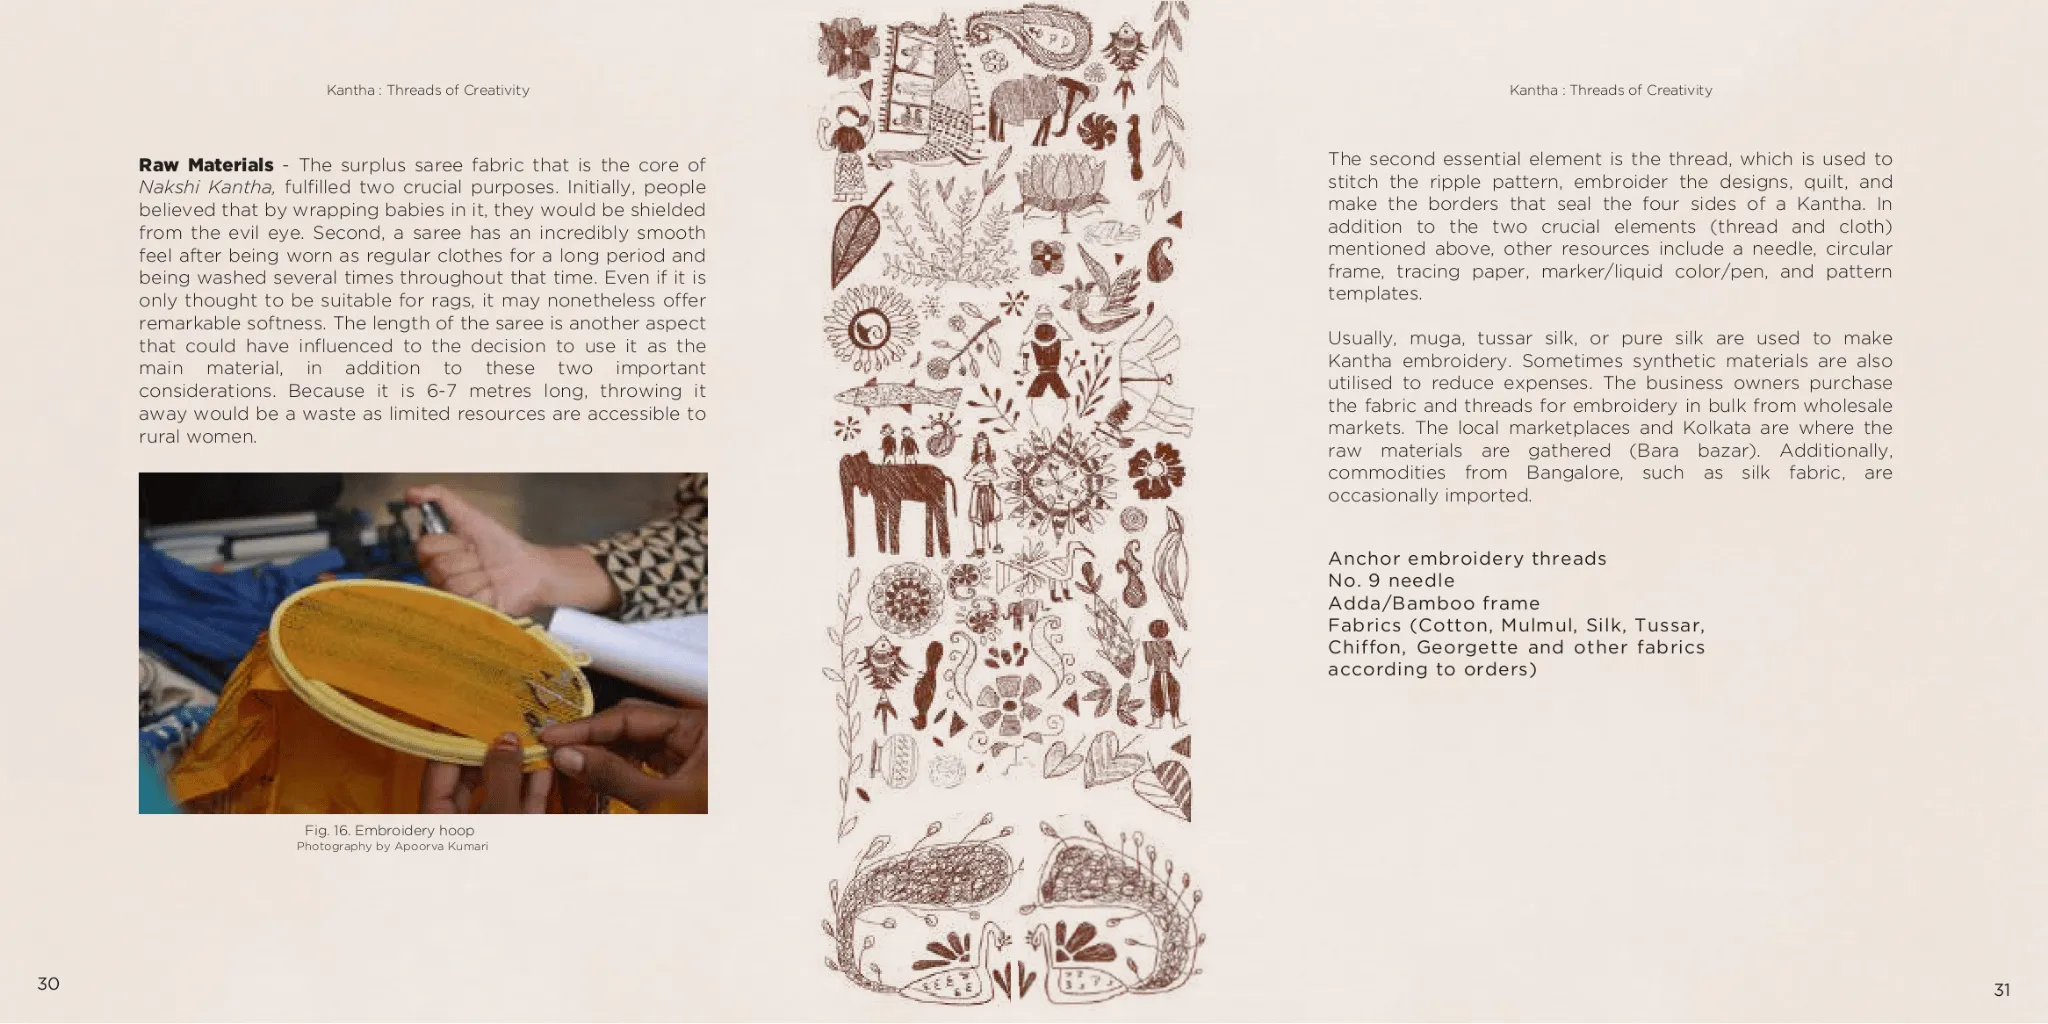 Kantha : Threads of Creativity
Raw Materials - The surplus saree fabric that is the core of
Nakshi Kantha, fulfilled two crucial purposes. Initially, people
believed that by wrapping babies in it, they would be shielded
from the evil eye. Second, a saree has an incredibly smooth
feel after being worn as regular clothes for a long period and
being washed several times throughout that time. Even if it is
only thought to be suitable for rags, it may nonetheless offer
remarkable softness. The length of the saree is another aspect
that could have influenced to the decision to use it as the
main material, in addition to these two important
considerations. Because it is 6-7 metres long, throwing it
away would be a waste as limited resources are accessible to
rural women.
Fig. 16. Embroidery hoop
Photography by Apoorva Kumari
30
Kantha : Threads of Creativity
The second essential element is the thread, which is used to
stitch the ripple pattern, embroider the designs, quilt, and
make the borders that seal the four sides of a Kantha. In
addition to the two crucial elements (thread and cloth)
mentioned above, other resources include a needle, circular
frame, tracing paper, marker/liquid color/pen, and pattern
templates.
Usually, muga, tussar silk, or pure silk are used to make
Kantha embroidery. Sometimes synthetic materials are also
utilised to reduce expenses. The business owners purchase
the fabric and threads for embroidery in bulk from wholesale
markets. The local marketplaces and Kolkata are where the
raw materials are gathered (Bara bazar). Additionally,
commodities from Bangalore, such as silk fabric, are
occasionally imported.
Anchor embroidery threads
No. 9 needle
Adda/Bamboo frame
Fabrics (Cotton, Mulmul, Silk, Tussar,
Chiffon, Georgette and other fabrics
according to orders)
31